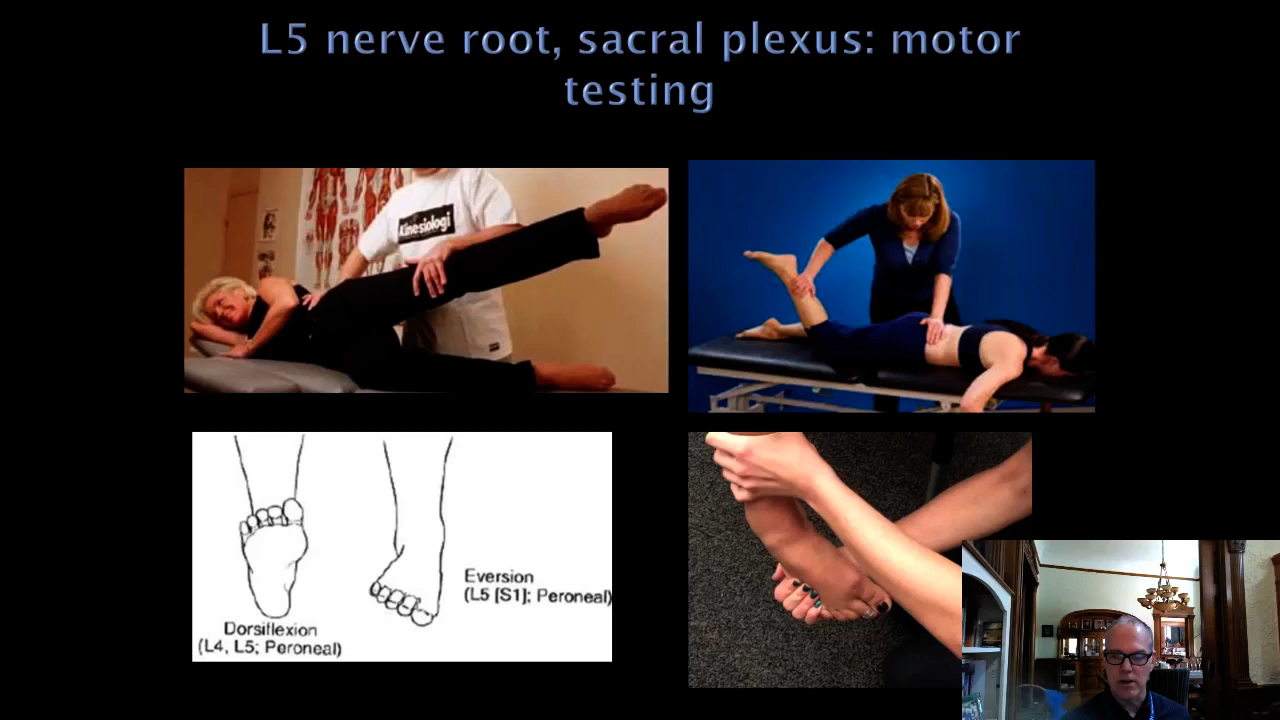 L5 nerve root, sacral plexus: motor
testing
Kinesiologi
Eversion
(L5 [S1]; Peroneal)
Dorsiflexion
(L4, L5; Peroneal)